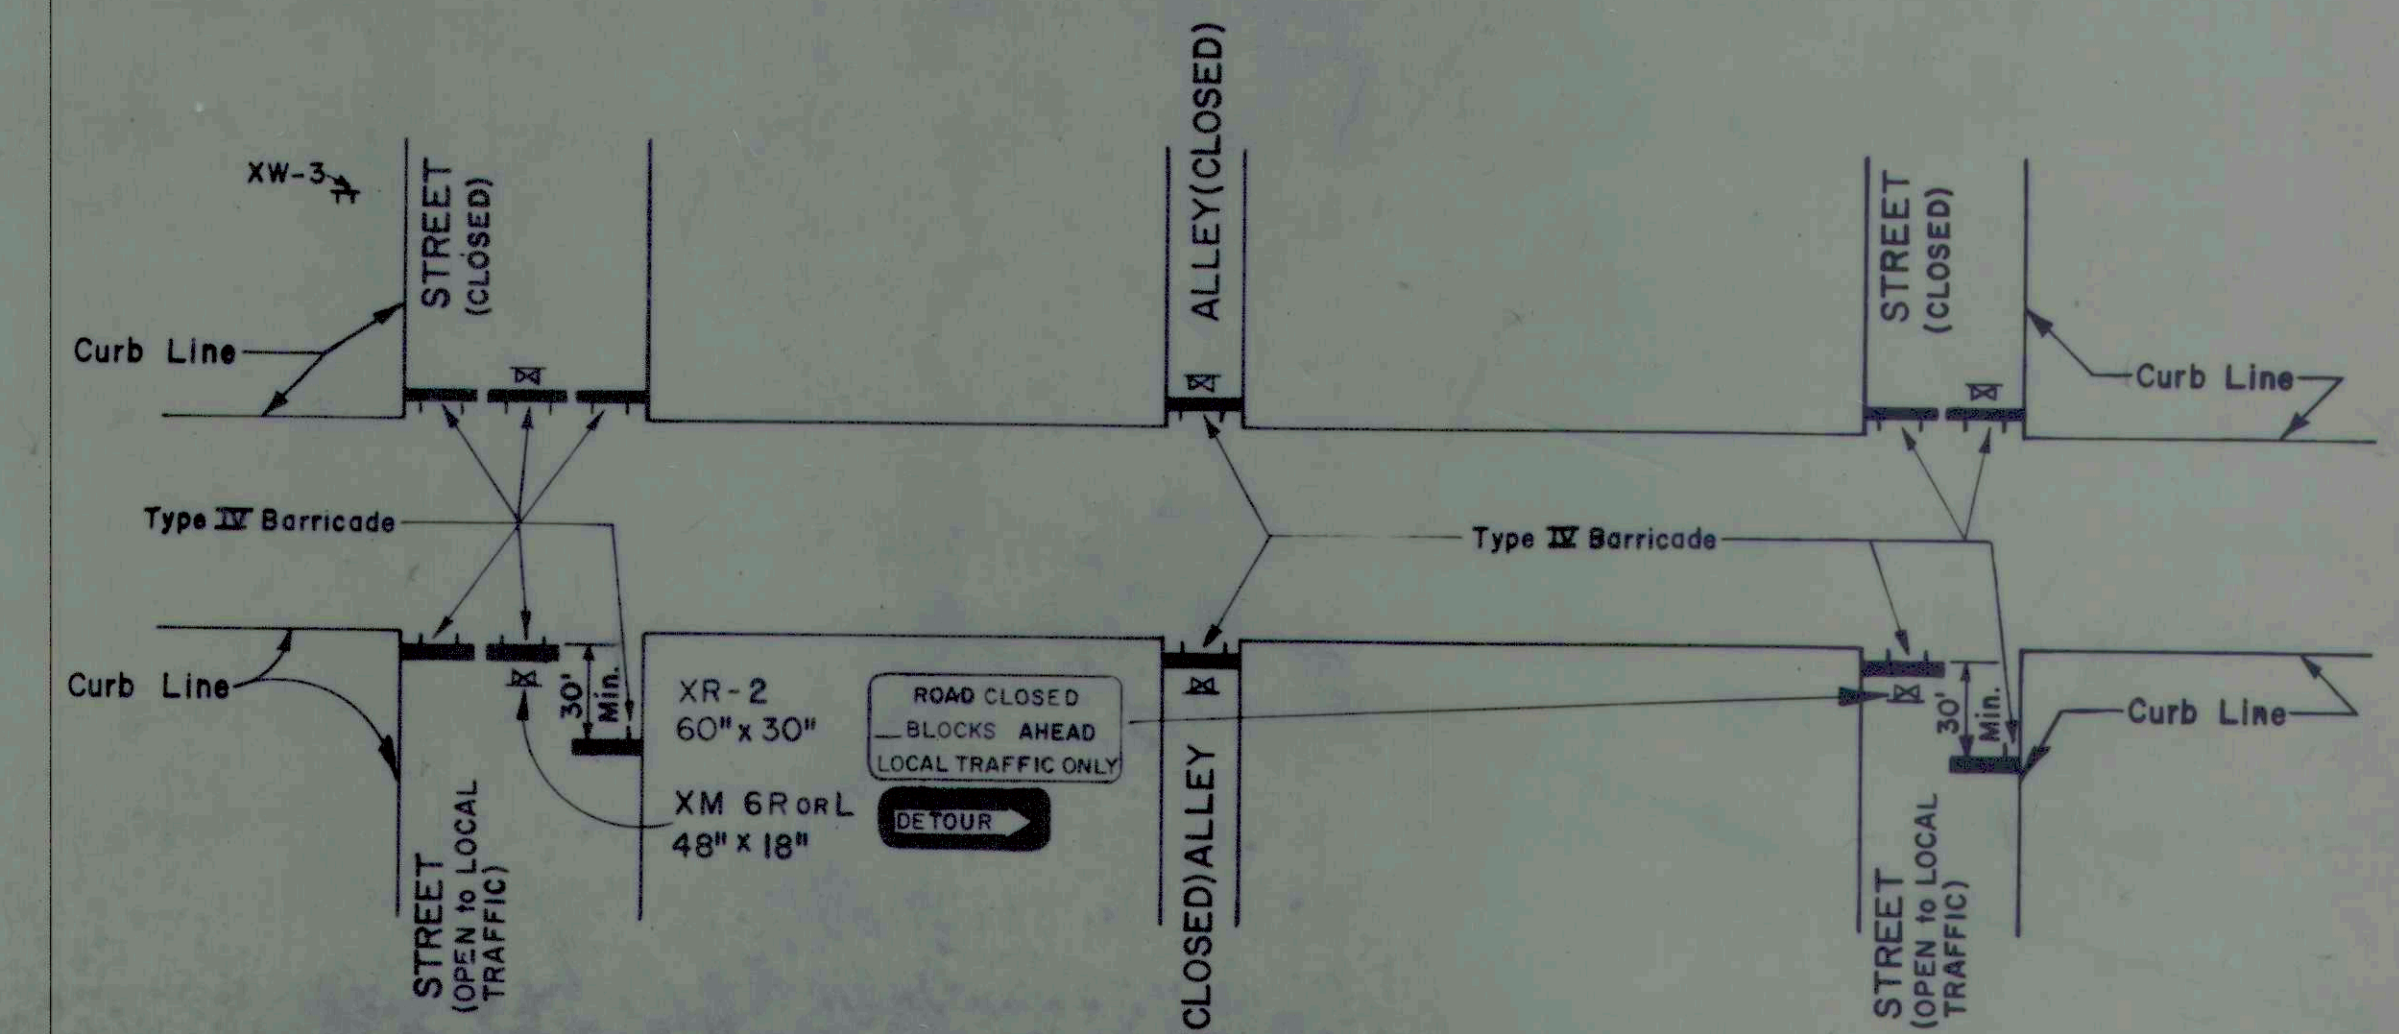 ALLEY(CLOSED)
XW-3
STREET
(CLOSED)
STREET
(CLOSED)
Curb Line
Curb Line
Type IV Barricade
Type IV Barricade
Curb Line
30'
Min.
XR-2
60" x 30"
ROAD CLOSED
__BLOCKS AHEAD
LOCAL TRAFFIC ONLY
30'
Min.
Curb Line
XM 6R OR L
48" x 18"
DETOUR
STREET
(OPEN to LOCAL
TRAFFIC)
CLOSED)ALLEY
STREET
(OPEN to LOCAL
TRAFFIC)